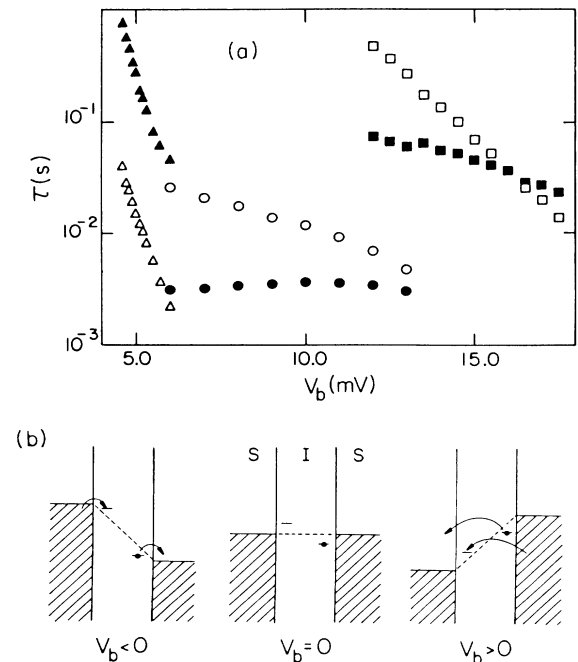 (a)
10⁻¹
10⁻²
10⁻³
τ(s)
5.0 10.0 15.0
V_b(mV)
(b)
S I S
V_b<0 V_b=0 V_b>0